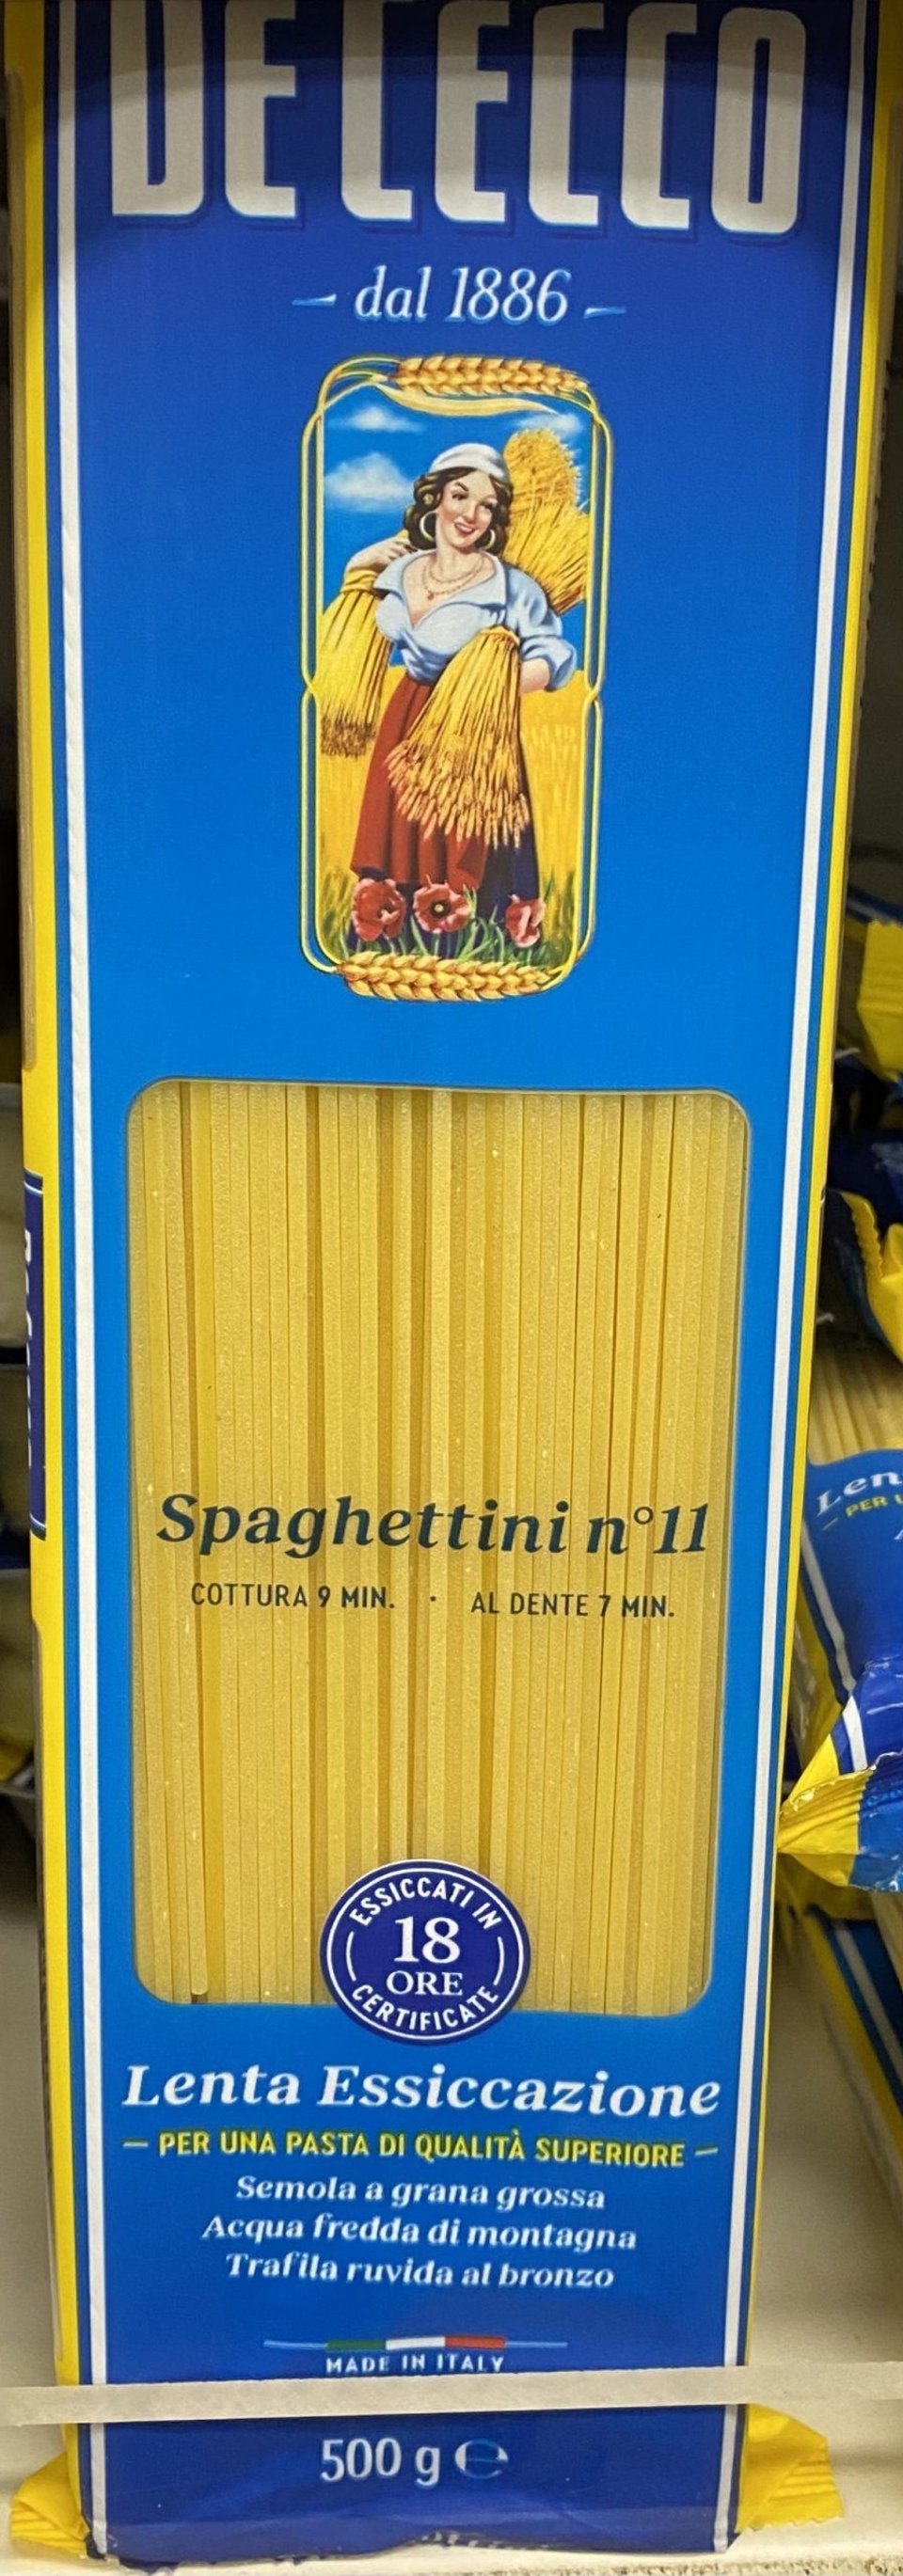 DE CECCO
dal 1886
Spaghettini n°11
COTTURA 9 MIN. · AL DENTE 7 MIN.
ESSICCATI IN
18
ORE
CERTIFICATE
Lenta Essiccazione
PER UNA PASTA DI QUALITÀ SUPERIORE
Semola a grana grossa
Acqua fredda di montagna
Trafila ruvida al bronzo
MADE IN ITALY
500 g ℮
PER